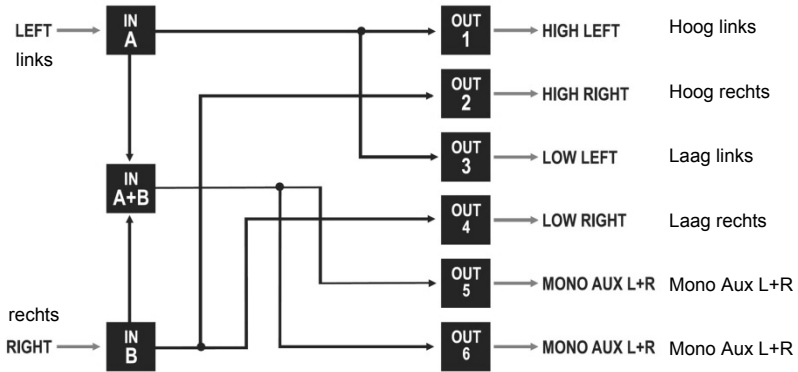 LEFT
links
IN
A
OUT
1
HIGH LEFT Hoog links
OUT
2
HIGH RIGHT Hoog rechts
OUT
3
LOW LEFT Laag links
IN
A+B
OUT
4
LOW RIGHT Laag rechts
OUT
5
MONO AUX L+R Mono Aux L+R
rechts
RIGHT
IN
B
OUT
6
MONO AUX L+R Mono Aux L+R